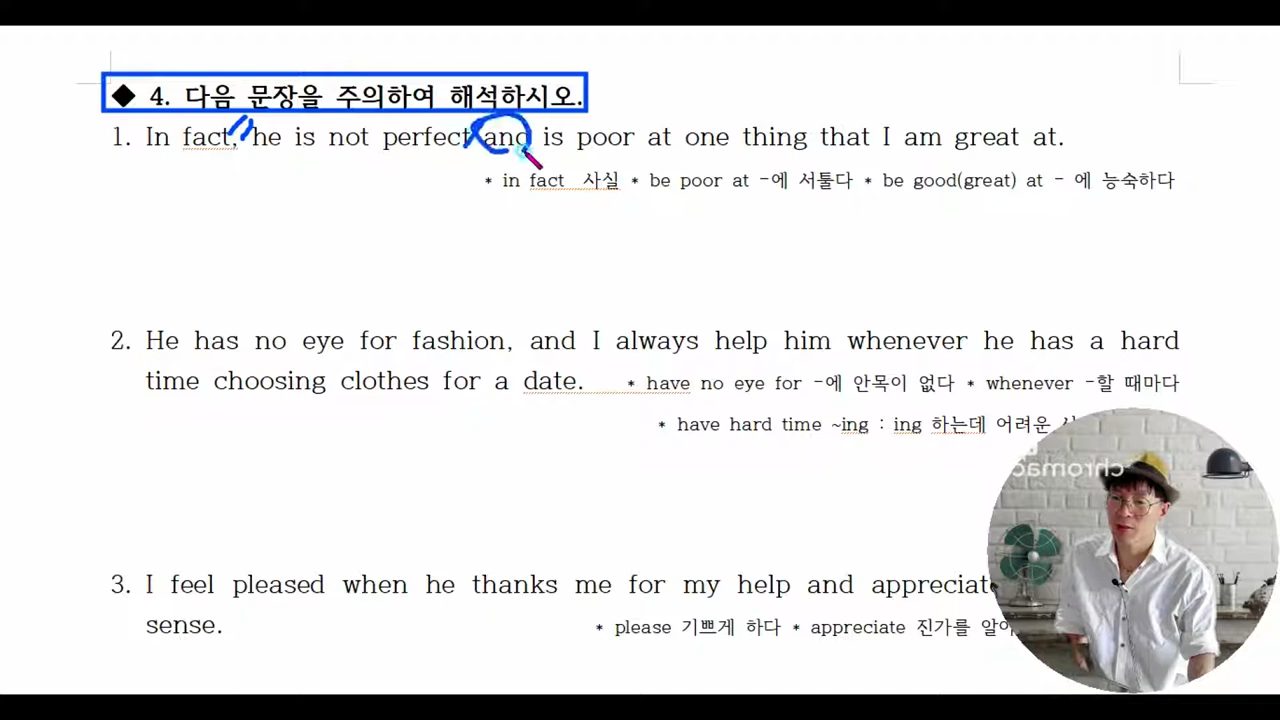 ◆ 4. 다음 문장을 주의하여 해석하시오.
1. In fact, he is not perfect and is poor at one thing that I am great at.
* in fact 사실 * be poor at -에 서툴다 * be good(great) at - 에 능숙하다
2. He has no eye for fashion, and I always help him whenever he has a hard
time choosing clothes for a date. * have no eye for -에 안목이 없다 * whenever -할 때마다
* have hard time ~ing : ing 하는데 어려운
chromac
3. I feel pleased when he thanks me for my help and appreciate
sense. * please 기쁘게 하다 * appreciate 진가를